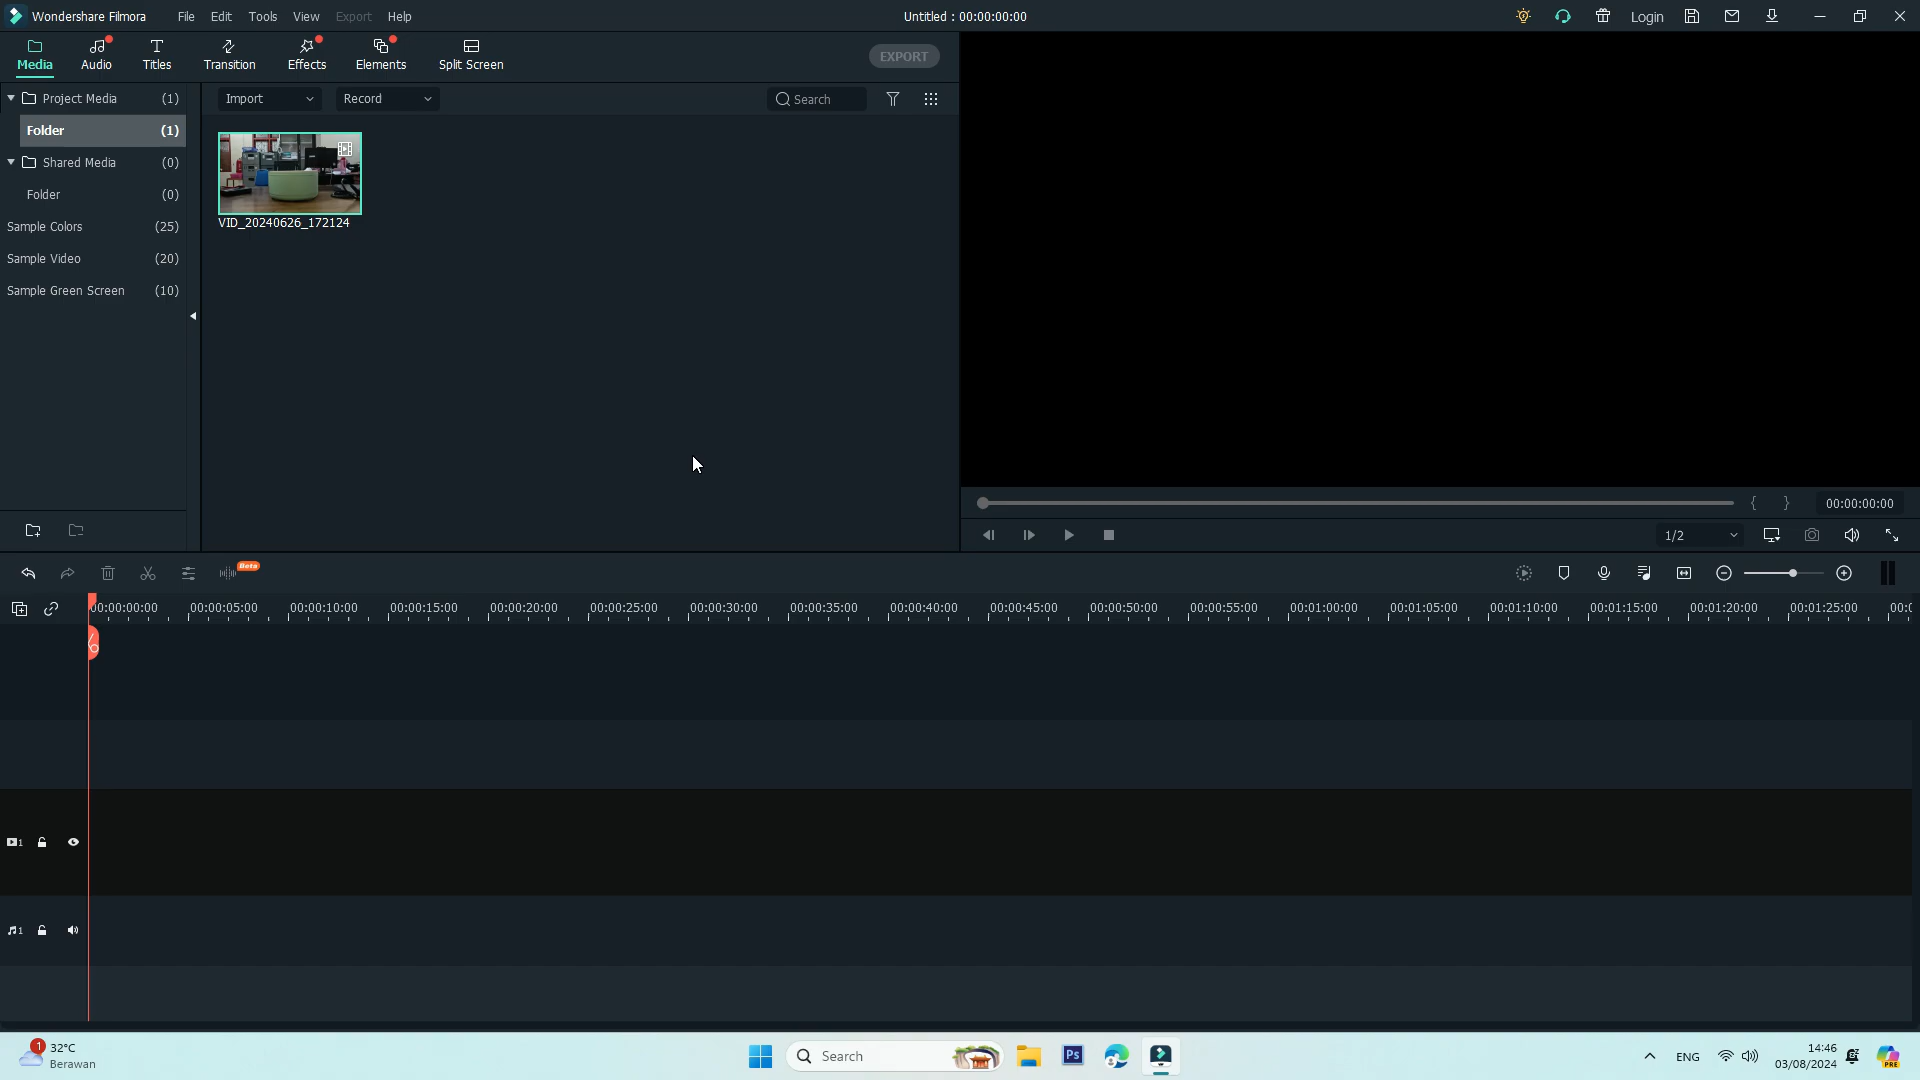 Wondershare Filmora File Edit Tools View Export Help Untitled : 00:00:00:00 Login
Media Audio Titles Transition Effects Elements Split Screen EXPORT
Project Media (1) Import Record Search
Folder (1)
Shared Media (0)
Folder (0)
VID_20240626_172124
Sample Colors (25)
Sample Video (20)
Sample Green Screen (10)
{ } 00:00:00:00
1/2
Beta
00:00:00:00 00:00:05:00 00:00:10:00 00:00:15:00 00:00:20:00 00:00:25:00 00:00:30:00 00:00:35:00 00:00:40:00 00:00:45:00 00:00:50:00 00:00:55:00 00:01:00:00 00:01:05:00 00:01:10:00 00:01:15:00 00:01:20:00 00:01:25:00
1
1
1 32°C
Berawan
Search
Ps
ENG
14:46
03/08/2024
PRE